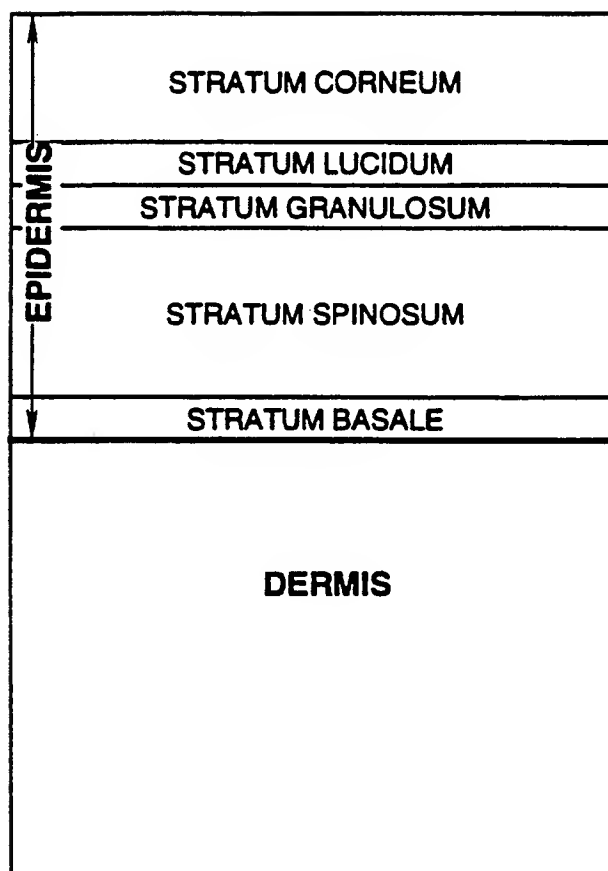 STRATUM CORNEUM
STRATUM LUCIDUM
STRATUM GRANULOSUM
EPIDERMIS
STRATUM SPINOSUM
STRATUM BASALE
DERMIS